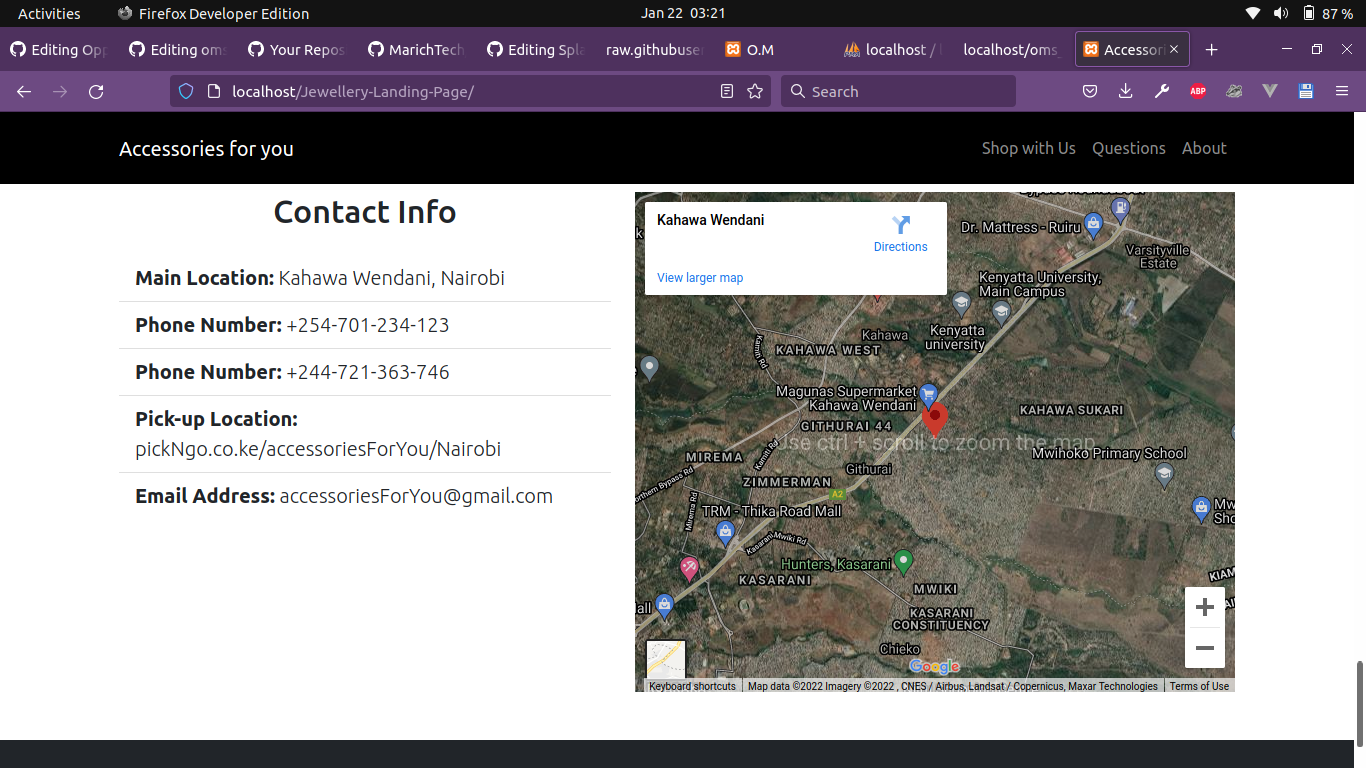 Activities
Firefox Developer Edition
Jan 22 03:21
87 %
Editing Opp
Editing oms
Your Repos
MarichTech
Editing Spla
raw.githubuser
O.M
localhost / l
localhost/oms_
Accessori
localhost/Jewellery-Landing-Page/
Search
ABP
Accessories for you
Shop with Us
Questions
About
Contact Info
Main Location: Kahawa Wendani, Nairobi
Phone Number: +254-701-234-123
Phone Number: +244-721-363-746
Pick-up Location:
pickNgo.co.ke/accessoriesForYou/Nairobi
Email Address: accessoriesForYou@gmail.com
Kahawa Wendani
Directions
View larger map
Dr. Mattress - Ruiru
Varsityville
Estate
Kenyatta University,
Main Campus
Kahawa
Kenyatta
university
KAHAWA WEST
Kamiti Rd
Magunas Supermarket
Kahawa Wendani
KAHAWA SUKARI
GITHURAI 44
Use ctrl + scroll to zoom the map
Mwihoko Primary School
MIREMA
Kamiti Rd
Githurai
Northern Bypass Rd
ZIMMERMAN
A2
Mirema Rd
TRM - Thika Road Mall
Kasarani Mwiki Rd
Hunters, Kasarani
KASARANI
MWIKI
KASARANI
CONSTITUENCY
Chieko
Google
Keyboard shortcuts
Map data ©2022 Imagery ©2022 , CNES / Airbus, Landsat / Copernicus, Maxar Technologies
Terms of Use